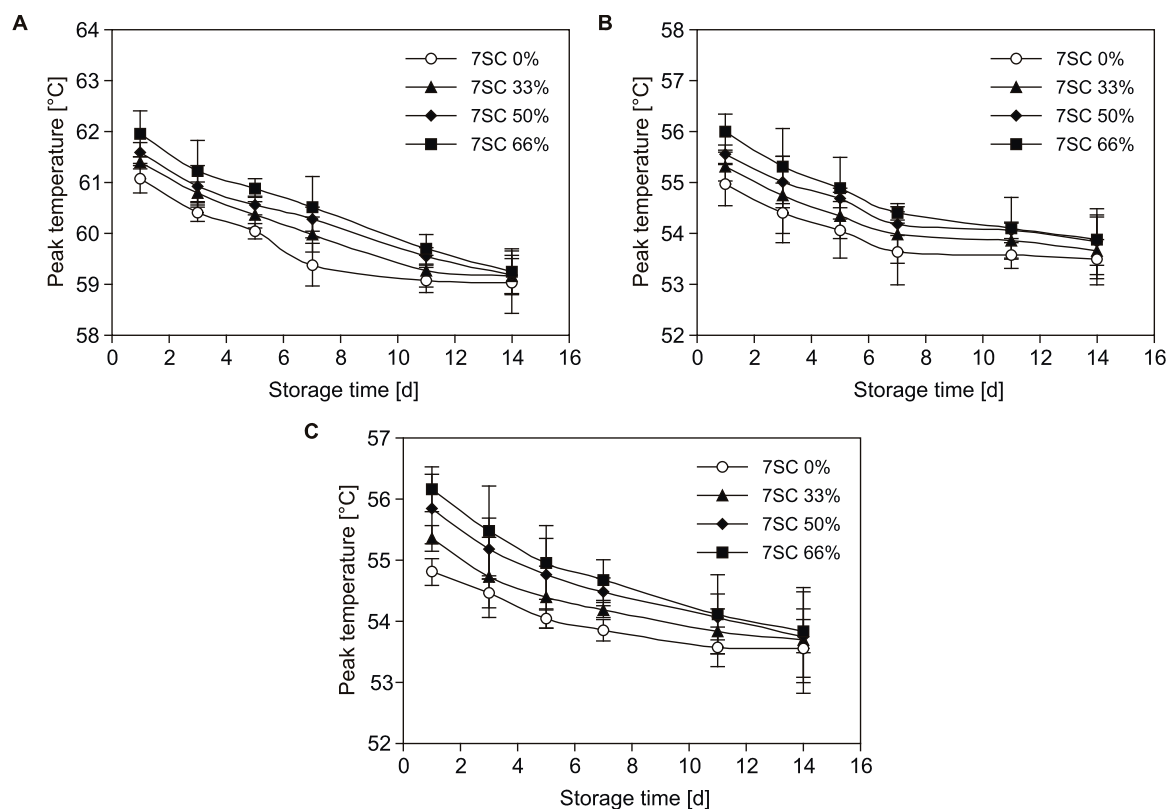 A
64
63
62
61
60
59
58
Peak temperature [°C]
7SC 0%
7SC 33%
7SC 50%
7SC 66%
0 2 4 6 8 10 12 14 16
Storage time [d]
B
58
57
56
55
54
53
52
Peak temperature [°C]
7SC 0%
7SC 33%
7SC 50%
7SC 66%
0 2 4 6 8 10 12 14 16
Storage time [d]
C
57
56
55
54
53
52
Peak temperature [°C]
7SC 0%
7SC 33%
7SC 50%
7SC 66%
0 2 4 6 8 10 12 14 16
Storage time [d]